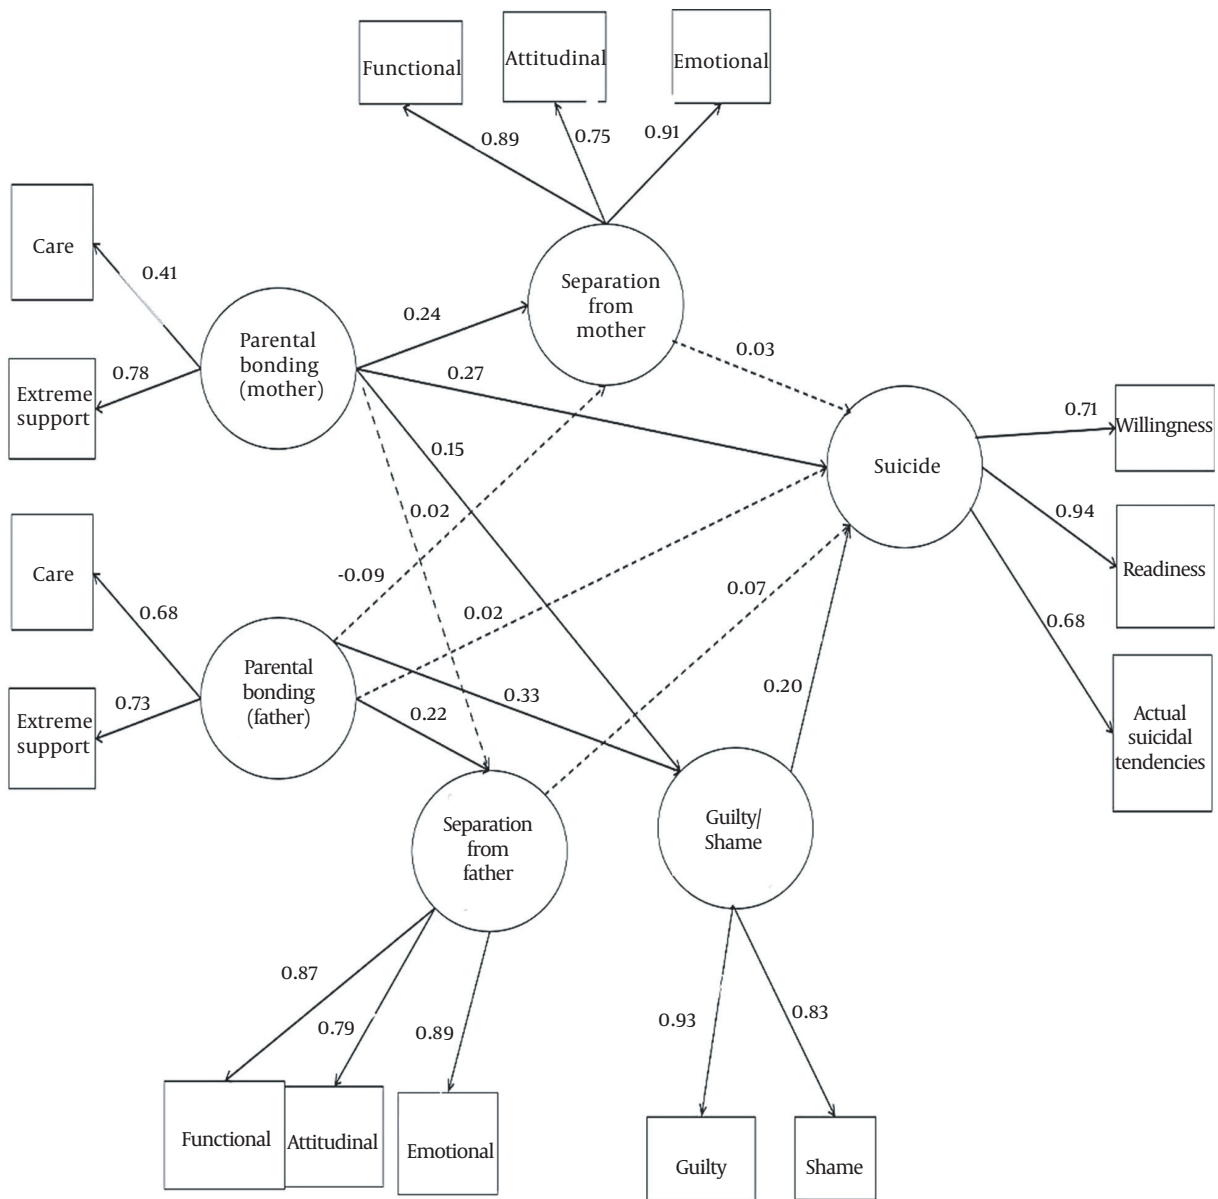 Functional
Attitudinal
Emotional
0.89
0.75
0.91
Care
0.41
Separation
from
mother
0.24
Parental
bonding
(mother)
0.03
0.78
Extreme
support
0.27
0.71
Willingness
0.15
Suicide
0.02
0.94
Care
-0.09
Readiness
0.68
0.02
0.07
0.68
Parental
bonding
(father)
0.33
0.20
0.73
Extreme
support
0.22
Actual
suicidal
tendencies
Separation
from
father
Guilty/
Shame
0.87
0.79
0.89
0.93
0.83
Functional
Attitudinal
Emotional
Guilty
Shame